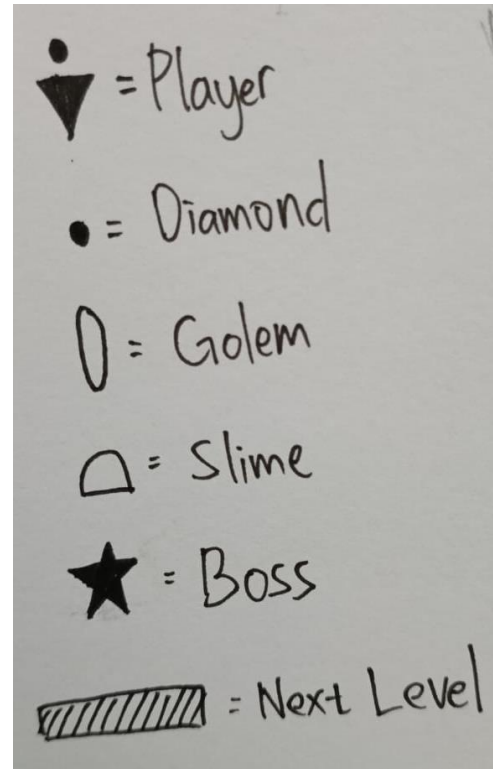 = Player
= Diamond
= Golem
= Slime
= Boss
= Next Level